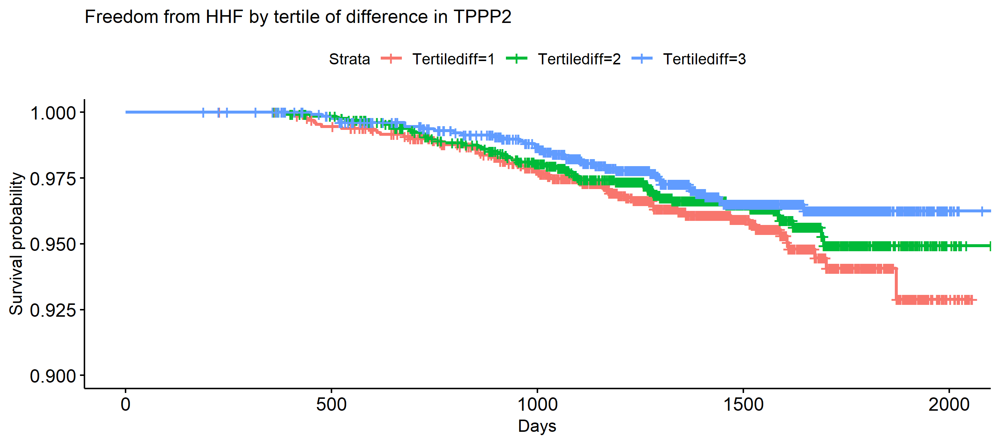 Freedom from HHF by tertile of difference in TPPP2
Strata Tertilediff=1 Tertilediff=2 Tertilediff=3
Survival probability
1.000
0.975
0.950
0.925
0.900
0 500 1000 1500 2000
Days